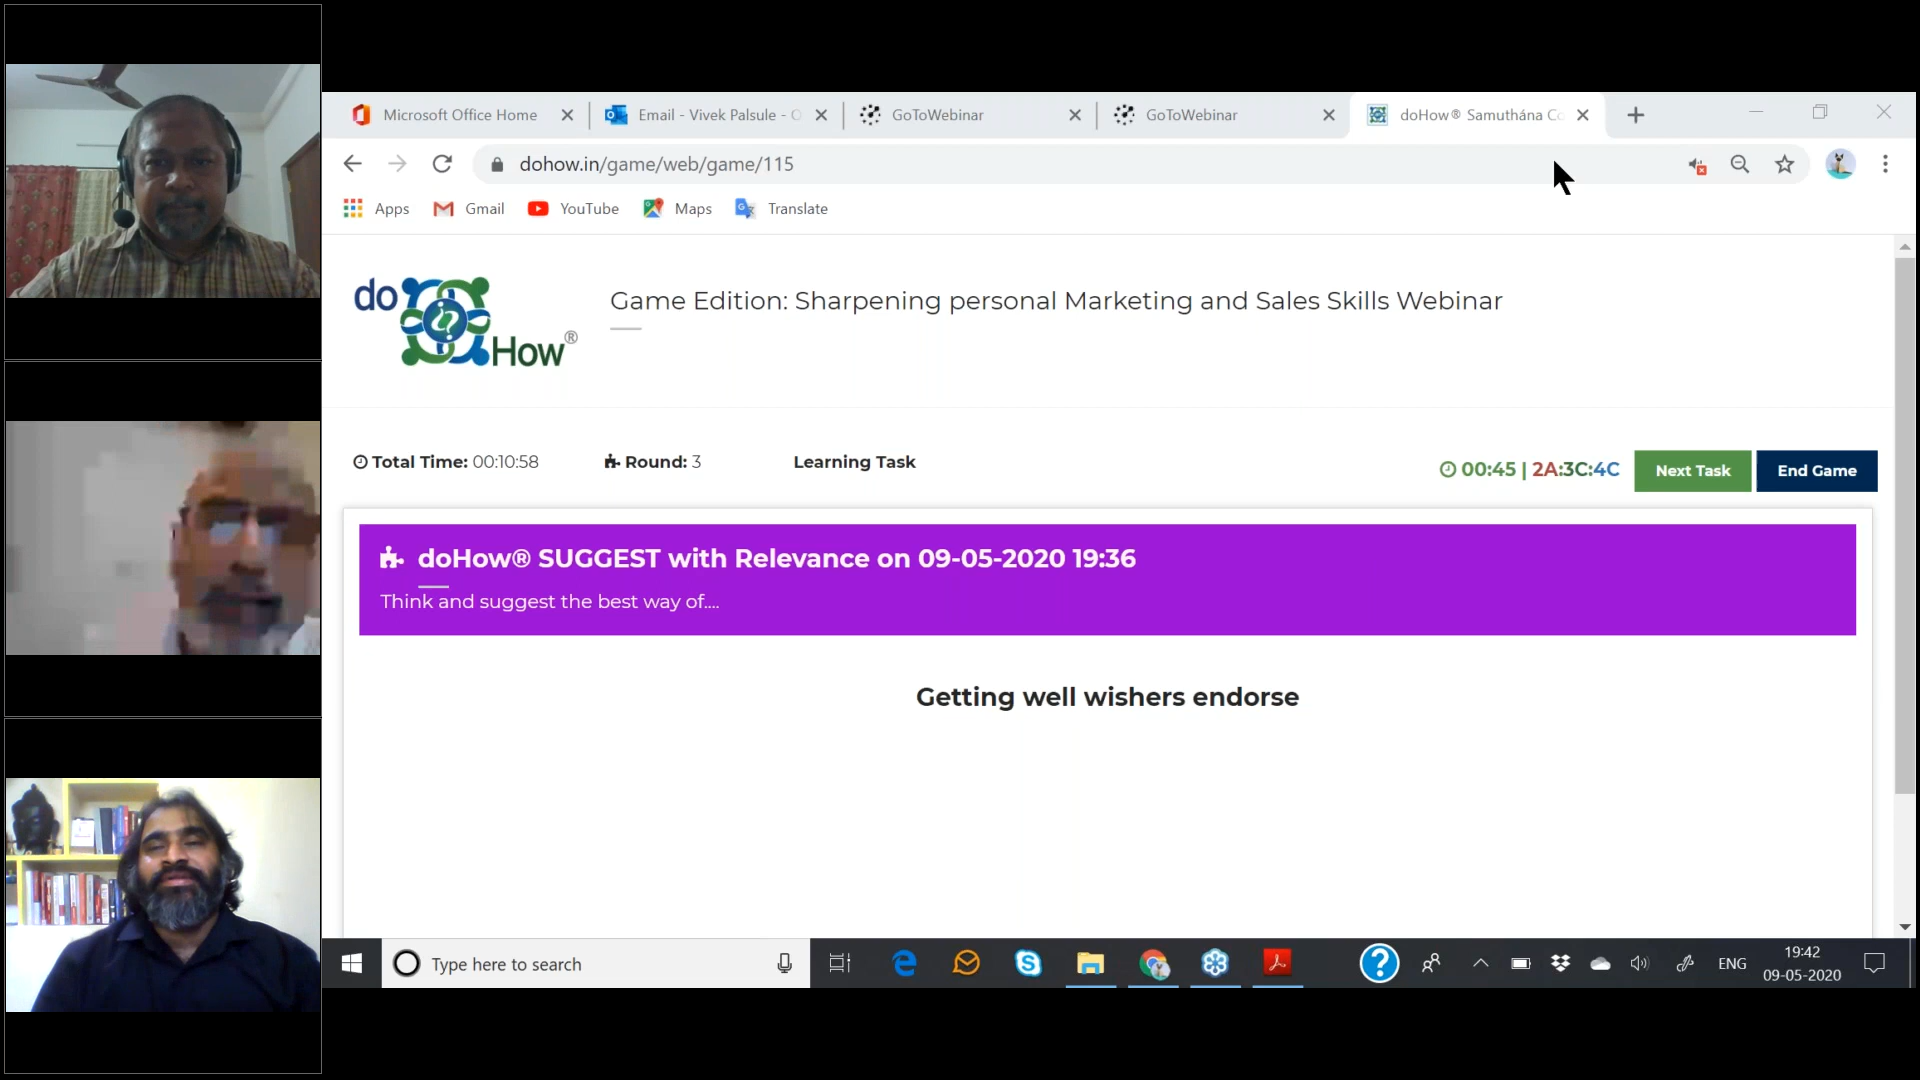 Microsoft Office Home
Email - Vivek Palsule - O
GoToWebinar
GoToWebinar
doHow® Samuthána Co
dohow.in/game/web/game/115
Apps
Gmail
YouTube
Maps
Translate
do How®
Game Edition: Sharpening personal Marketing and Sales Skills Webinar
Total Time: 00:10:58
Round: 3
Learning Task
00:45 | 2A:3C:4C
Next Task
End Game
doHow® SUGGEST with Relevance on 09-05-2020 19:36
Think and suggest the best way of....
Getting well wishers endorse
Type here to search
ENG
19:42
09-05-2020